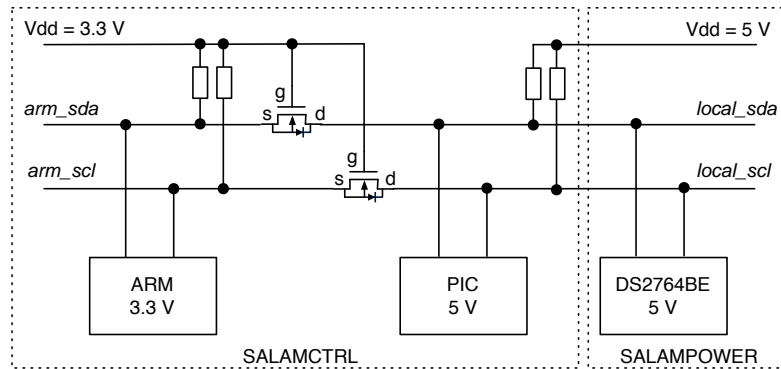 Vdd = 3.3 V
Vdd = 5 V
g
arm_sda
s
d
local_sda
g
arm_scl
s
d
local_scl
ARM
3.3 V
PIC
5 V
DS2764BE
5 V
SALAMCTRL
SALAMPOWER